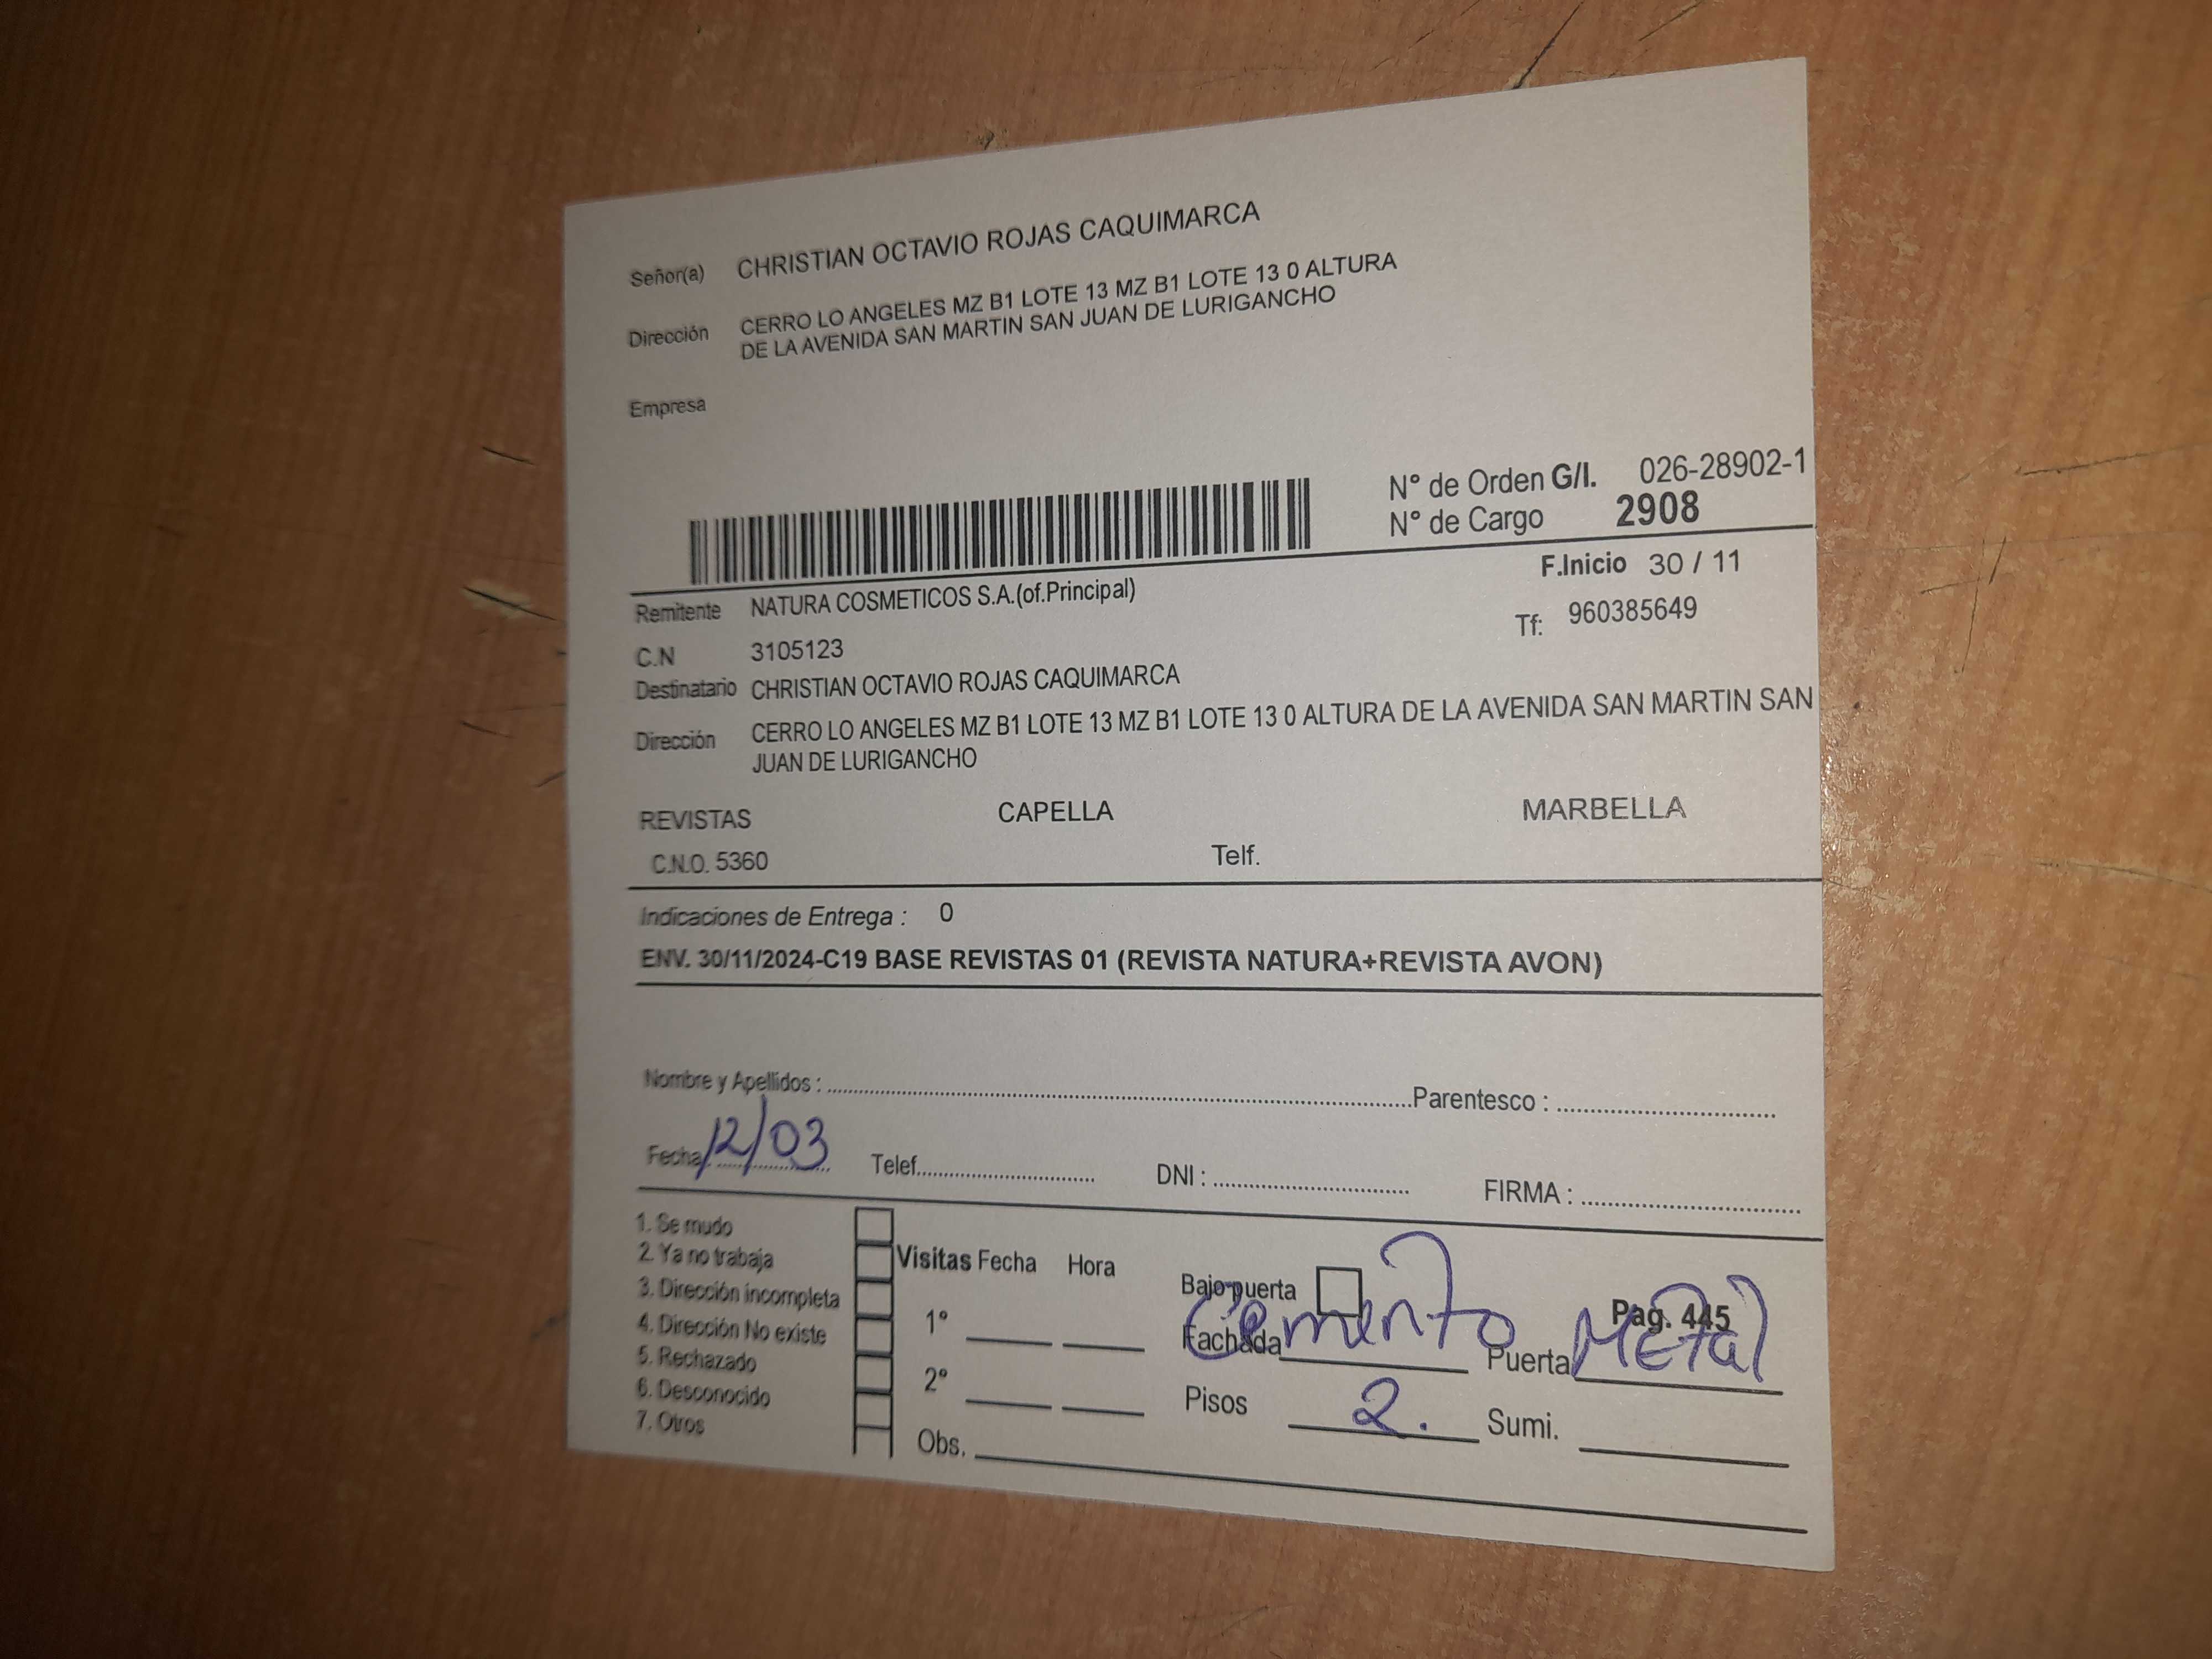 Señor(a) CHRISTIAN OCTAVIO ROJAS CAQUIMARCA
Dirección CERRO LO ANGELES MZ B1 LOTE 13 MZ B1 LOTE 13 0 ALTURA
DE LA AVENIDA SAN MARTIN SAN JUAN DE LURIGANCHO
Empresa
N° de Orden G/I. 026-28902-1
N° de Cargo 2908
F.Inicio 30 / 11
Remitente NATURA COSMETICOS S.A.(of.Principal)
Tf: 960385649
C.N 3105123
Destinatario CHRISTIAN OCTAVIO ROJAS CAQUIMARCA
Dirección CERRO LO ANGELES MZ B1 LOTE 13 MZ B1 LOTE 13 0 ALTURA DE LA AVENIDA SAN MARTIN SAN
JUAN DE LURIGANCHO
REVISTAS CAPELLA MARBELLA
C.N.O. 5360 Telf.
Indicaciones de Entrega : 0
ENV. 30/11/2024-C19 BASE REVISTAS 01 (REVISTA NATURA+REVISTA AVON)
Nombre y Apellidos : Parentesco :
Fecha 12/03 Telef. DNI : FIRMA :
1. Se mudo
2. Ya no trabaja
3. Dirección incompleta
4. Dirección No existe
5. Rechazado
6. Desconocido
7. Otros
Visitas Fecha Hora
1°
2°
Obs.
Bajo puerta Pag. 445
Fachada Cemento Puerta Metal
Pisos 2. Sumi.